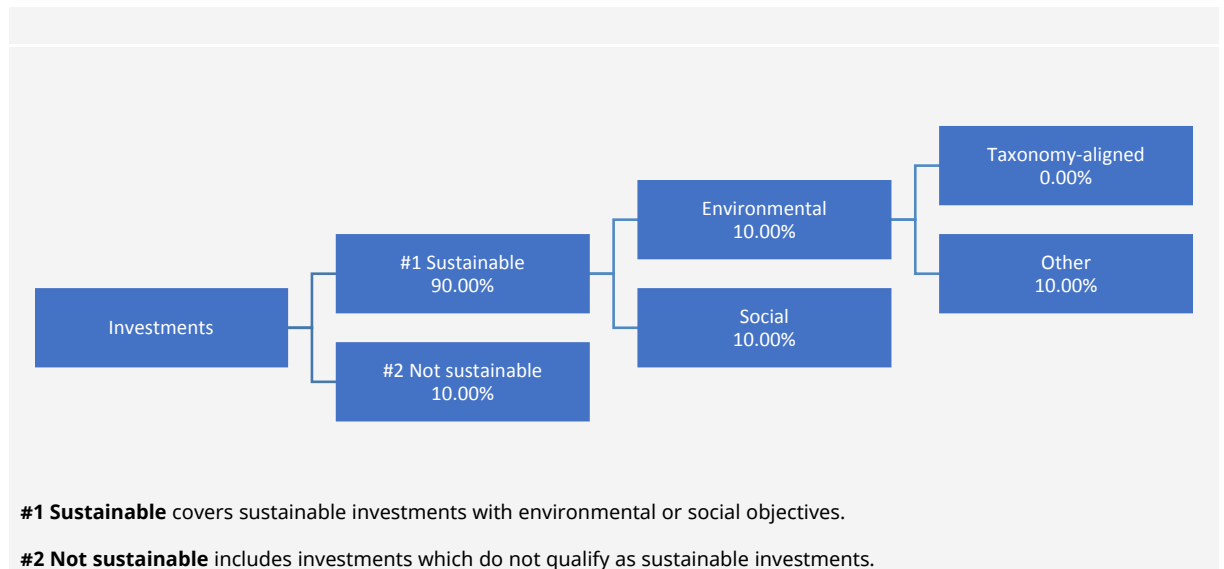 Investments
#1 Sustainable
90.00%
#2 Not sustainable
10.00%
Environmental
10.00%
Social
10.00%
Taxonomy-aligned
0.00%
Other
10.00%
#1 Sustainable covers sustainable investments with environmental or social objectives.
#2 Not sustainable includes investments which do not qualify as sustainable investments.